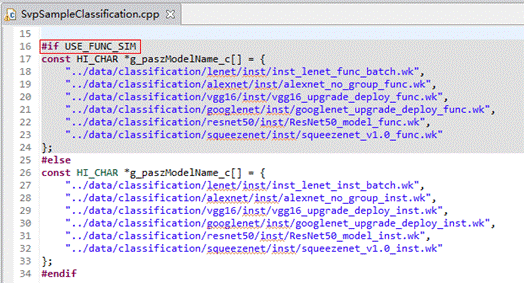 SvpSampleClassification.cpp
15
16 #if USE_FUNC_SIM
17 const HI_CHAR *g_paszModelName_c[] = {
18 "../data/classification/lenet/inst/inst_lenet_func_batch.wk",
19 "../data/classification/alexnet/inst/alexnet_no_group_func.wk",
20 "../data/classification/vgg16/inst/vgg16_upgrade_deploy_func.wk",
21 "../data/classification/googlenet/inst/googlenet_upgrade_deploy_func.wk",
22 "../data/classification/resnet50/inst/ResNet50_model_func.wk",
23 "../data/classification/squeezenet/inst/squeezenet_v1.0_func.wk"
24 };
25 #else
26 const HI_CHAR *g_paszModelName_c[] = {
27 "../data/classification/lenet/inst/inst_lenet_inst_batch.wk",
28 "../data/classification/alexnet/inst/alexnet_no_group_inst.wk",
29 "../data/classification/vgg16/inst/vgg16_upgrade_deploy_inst.wk",
30 "../data/classification/googlenet/inst/googlenet_upgrade_deploy_inst.wk",
31 "../data/classification/resnet50/inst/ResNet50_model_inst.wk",
32 "../data/classification/squeezenet/inst/squeezenet_v1.0_inst.wk"
33 };
34 #endif